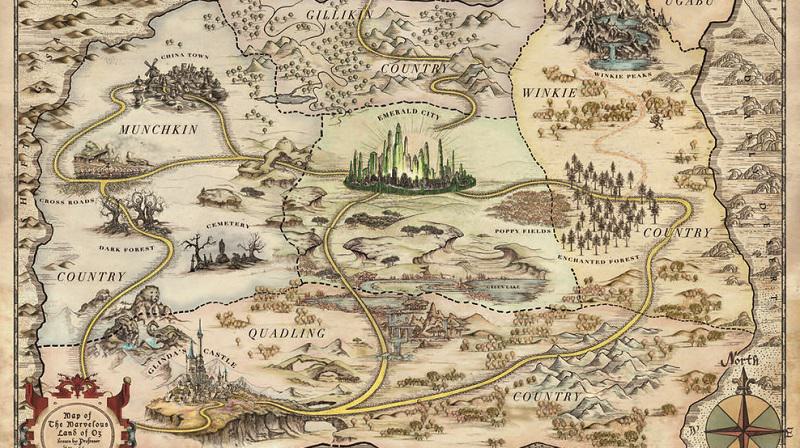 UGABU
GILLIKIN
CHINA TOWN
COUNTRY
WINKIE PEAKS
WINKIE
EMERALD CITY
MUNCHKIN
CROSS ROADS
CEMETERY
POPPY FIELDS
COUNTRY
DARK FOREST
ENCHANTED FOREST
COUNTRY
GREEN LAKE
QUADLING
GLINDA'S CASTLE
North
COUNTRY
Map of
The Marvelous
Land of Oz
Issues by Professor
W
E